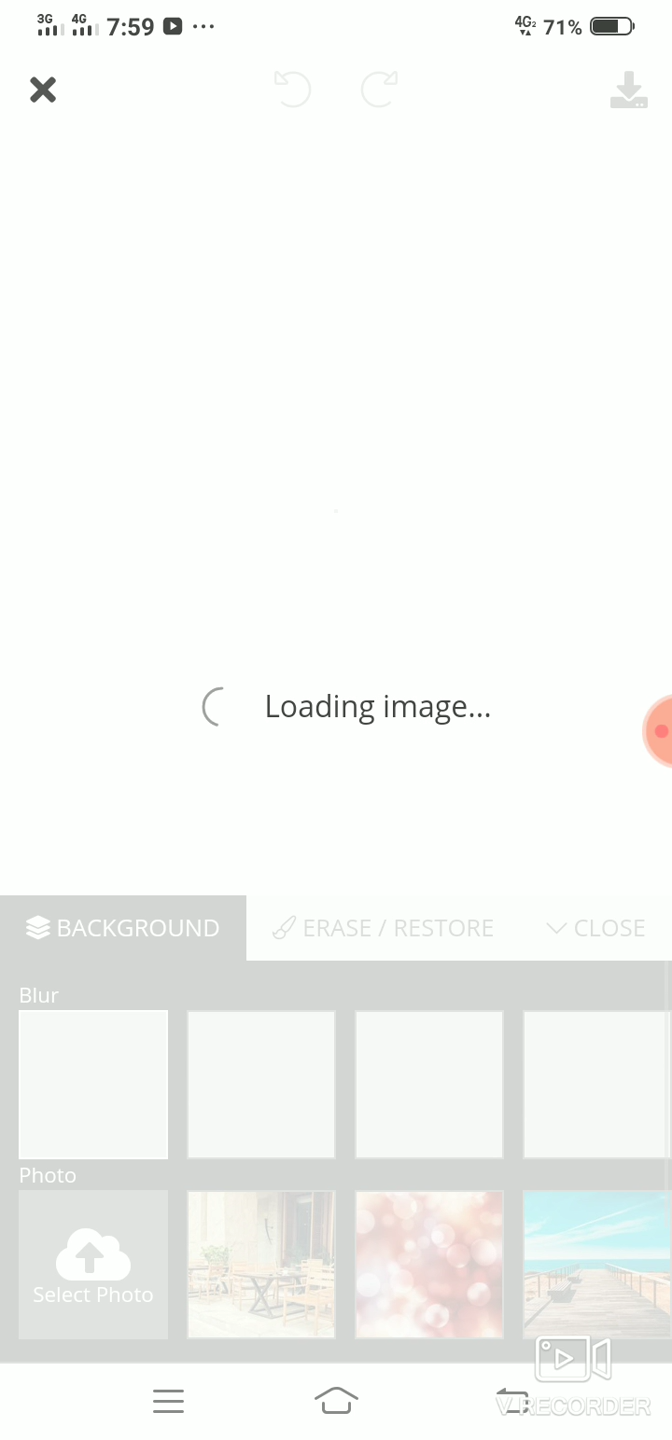 3G 4G 7:59 ... 4G2 71%
Loading image...
BACKGROUND ERASE / RESTORE CLOSE
Blur
Photo
Select Photo
V RECORDER